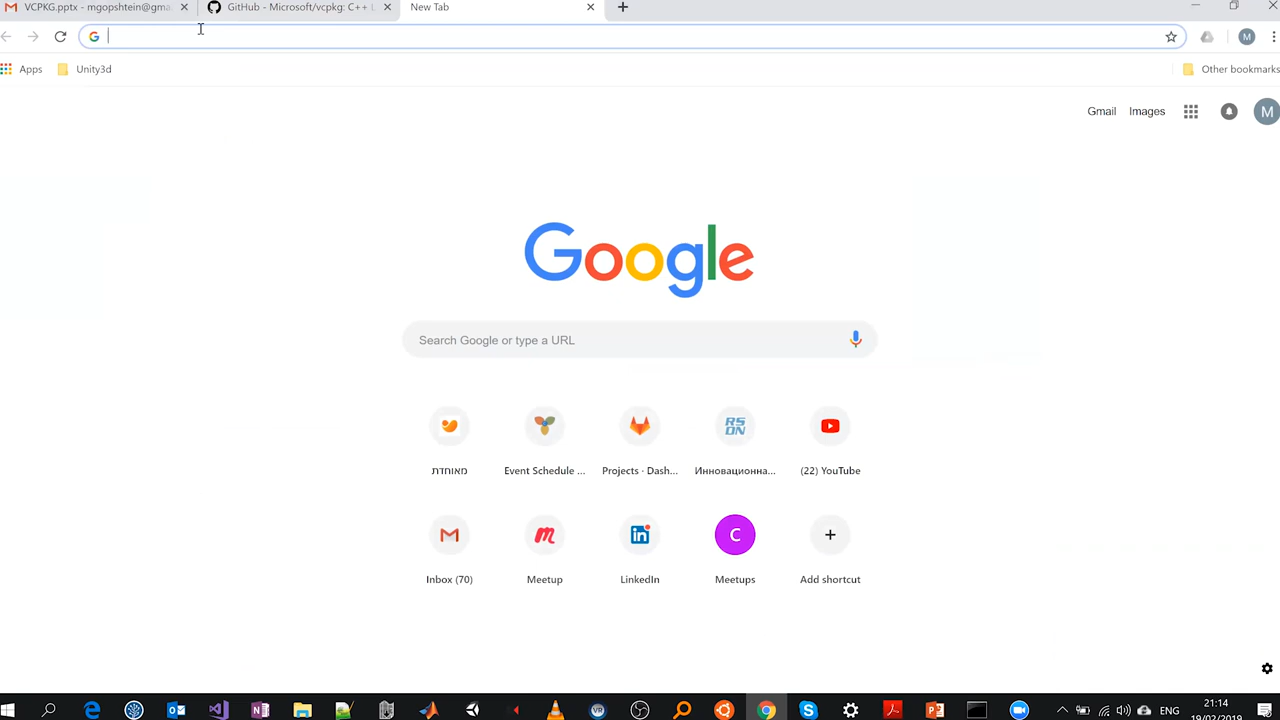 VCPKG.pptx - mgopshtein@gma
GitHub - Microsoft/vcpkg: C++ L
New Tab
Apps
Unity3d
Other bookmarks
Gmail
Images
M
Google
Search Google or type a URL
מאוחדת
Event Schedule ...
Projects · Dash...
Инновационна...
(22) YouTube
Inbox (70)
Meetup
LinkedIn
C
Meetups
Add shortcut
ENG
21:14
19/02/2019